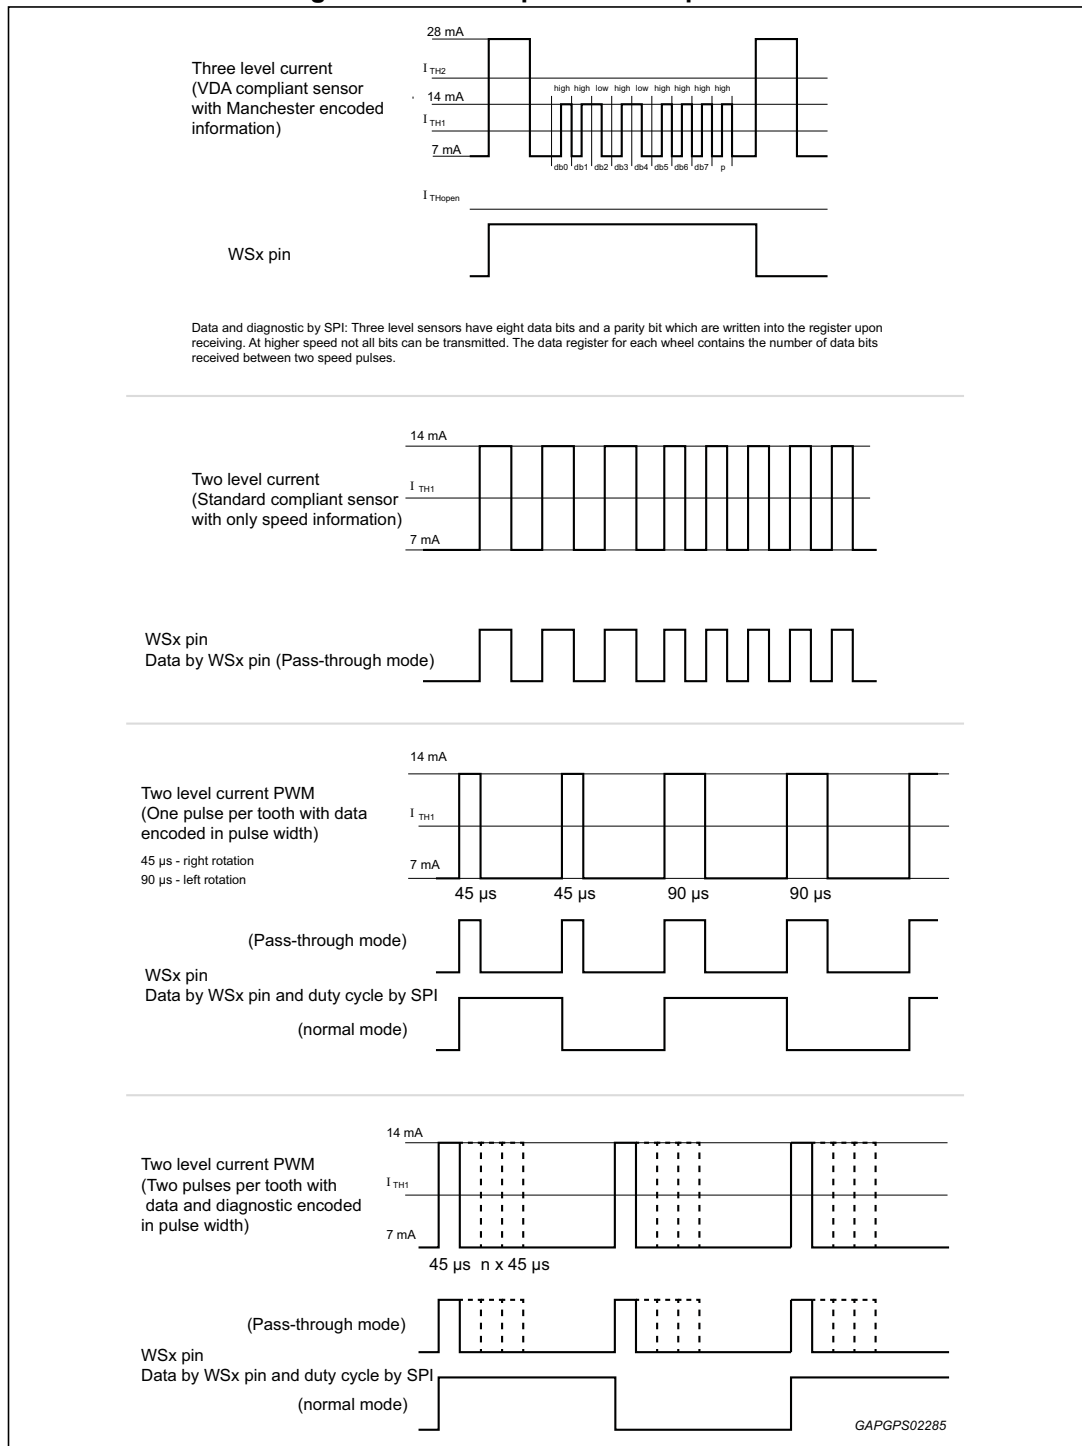 28 mA
Three level current
(VDA compliant sensor
with Manchester encoded
information)
I TH2
high high low high low high high high high
14 mA
I TH1
7 mA
db0 db1 db2 db3 db4 db5 db6 db7 p
I THopen
WSx pin
Data and diagnostic by SPI: Three level sensors have eight data bits and a parity bit which are written into the register upon
receiving. At higher speed not all bits can be transmitted. The data register for each wheel contains the number of data bits
received between two speed pulses.
14 mA
Two level current
(Standard compliant sensor
with only speed information)
I TH1
7 mA
WSx pin
Data by WSx pin (Pass-through mode)
14 mA
Two level current PWM
(One pulse per tooth with data
encoded in pulse width)
I TH1
45 µs - right rotation
90 µs - left rotation
7 mA
45 µs 45 µs 90 µs 90 µs
(Pass-through mode)
WSx pin
Data by WSx pin and duty cycle by SPI
(normal mode)
14 mA
Two level current PWM
(Two pulses per tooth with
data and diagnostic encoded
in pulse width)
I TH1
7 mA
45 µs n x 45 µs
(Pass-through mode)
WSx pin
Data by WSx pin and duty cycle by SPI
(normal mode)
GAPGPS02285